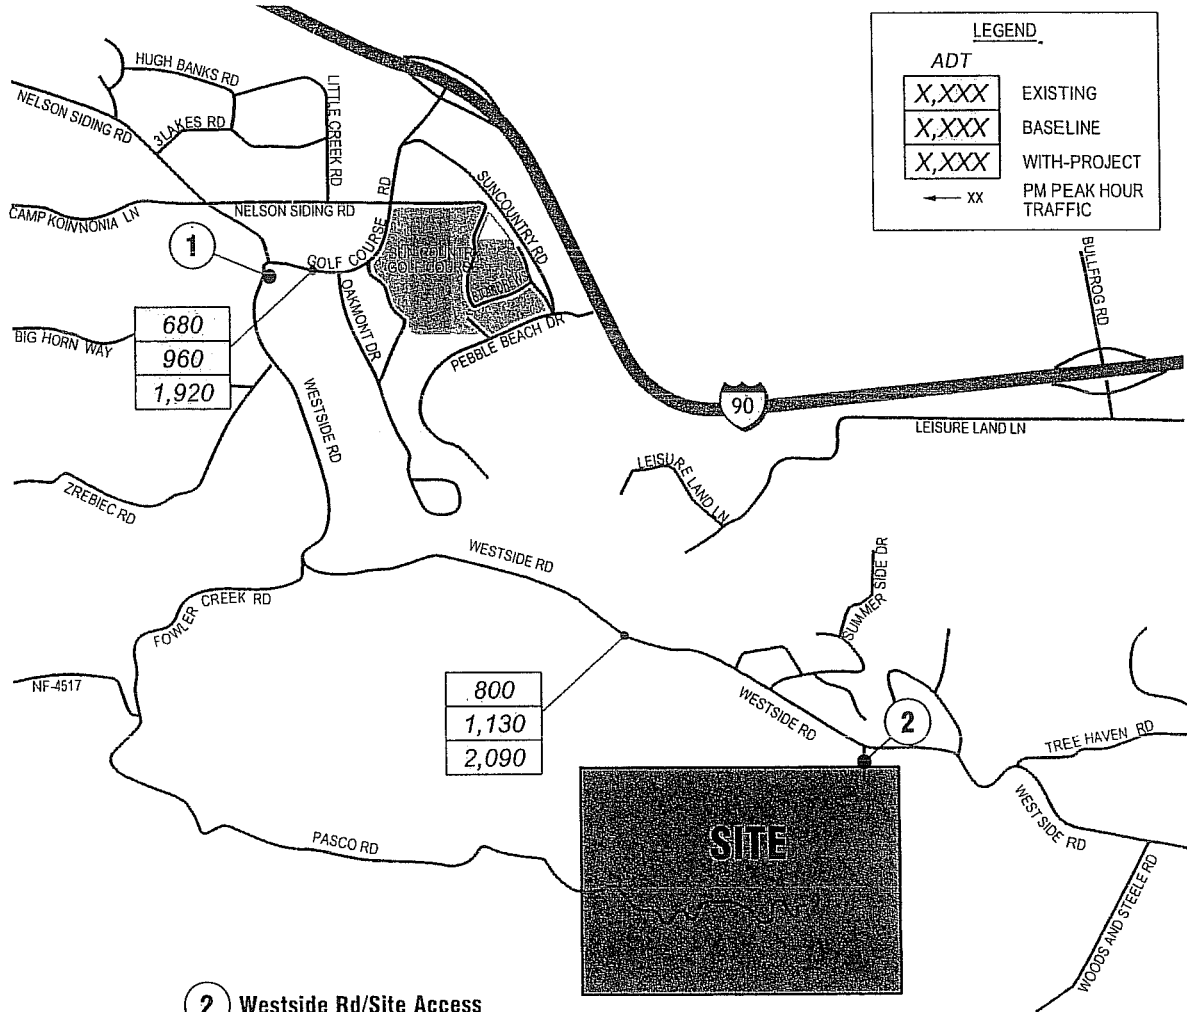 LEGEND
ADT
X,XXX EXISTING
X,XXX BASELINE
X,XXX WITH-PROJECT
XX PM PEAK HOUR
TRAFFIC
HUGH BANKS RD
NELSON SIDING RD
3 LAKES RD
LITTLE CREEK RD
CAMP KOINNONIA LN
NELSON SIDING RD
SUNCOUNTRY RD
1
GOLF COURSE RD
GOLF COURSE
OAKMONT DR
PEBBLE BEACH DR
BULLFROG RD
680
960
1,920
BIG HORN WAY
WESTSIDE RD
90
LEISURE LAND LN
LEISURE LAND LN
ZREBIEC RD
WESTSIDE RD
SUMMER SIDE DR
FOWLER CREEK RD
NF-4517
800
1,130
2,090
WESTSIDE RD
2
TREE HAVEN RD
WESTSIDE RD
SITE
PASCO RD
WOODS AND STEELE RD
2 Westside Rd/Site Access